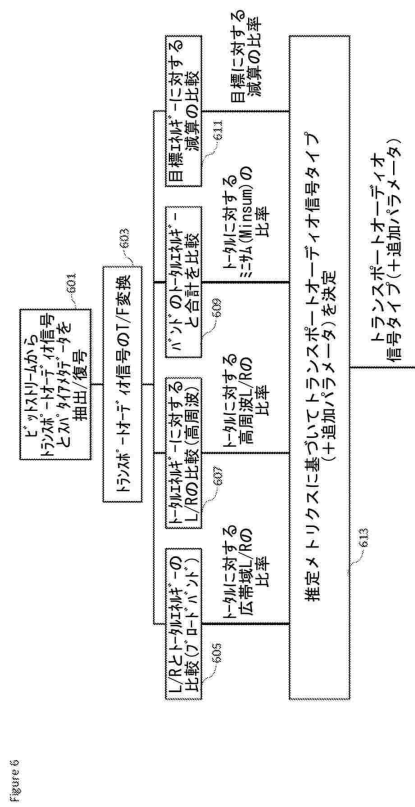 Figure 6
ビットストリームから
トランスポートオーディオ信号
とスパタイアメタデータを
抽出/復号
601
トランスポートオーディオ信号のT/F変換
603
L/Rとトータルエネルギーの
比較(ブロードバンド)
605
トータルエネルギーに対する
L/Rの比較(高周波)
607
バンドのトータルエネルギー
と合計を比較
609
目標エネルギーに対する
減算の比較
611
トータルに対する
広帯域L/Rの
比率
トータルに対する
高周波L/Rの
比率
トータルに対する
ミニサム(Minsum)の
比率
目標に対する
減算の比率
推定メトリクスに基づいてトランスポートオーディオ信号タイプ
(+追加パラメータ)を決定
613
トランスポートオーディオ
信号タイプ(+追加パラメータ)